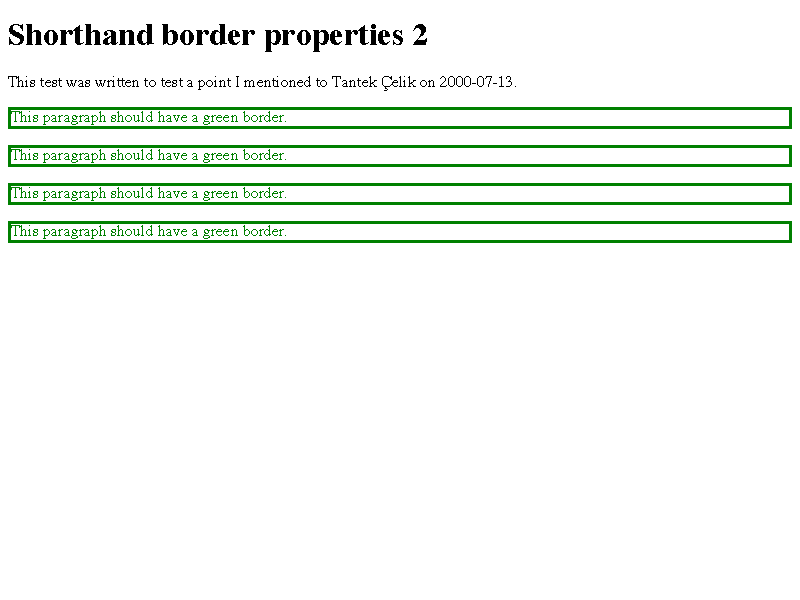 Shorthand border properties 2
This test was written to test a point I mentioned to Tantek Çelik on 2000-07-13.
This paragraph should have a green border.
This paragraph should have a green border.
This paragraph should have a green border.
This paragraph should have a green border.